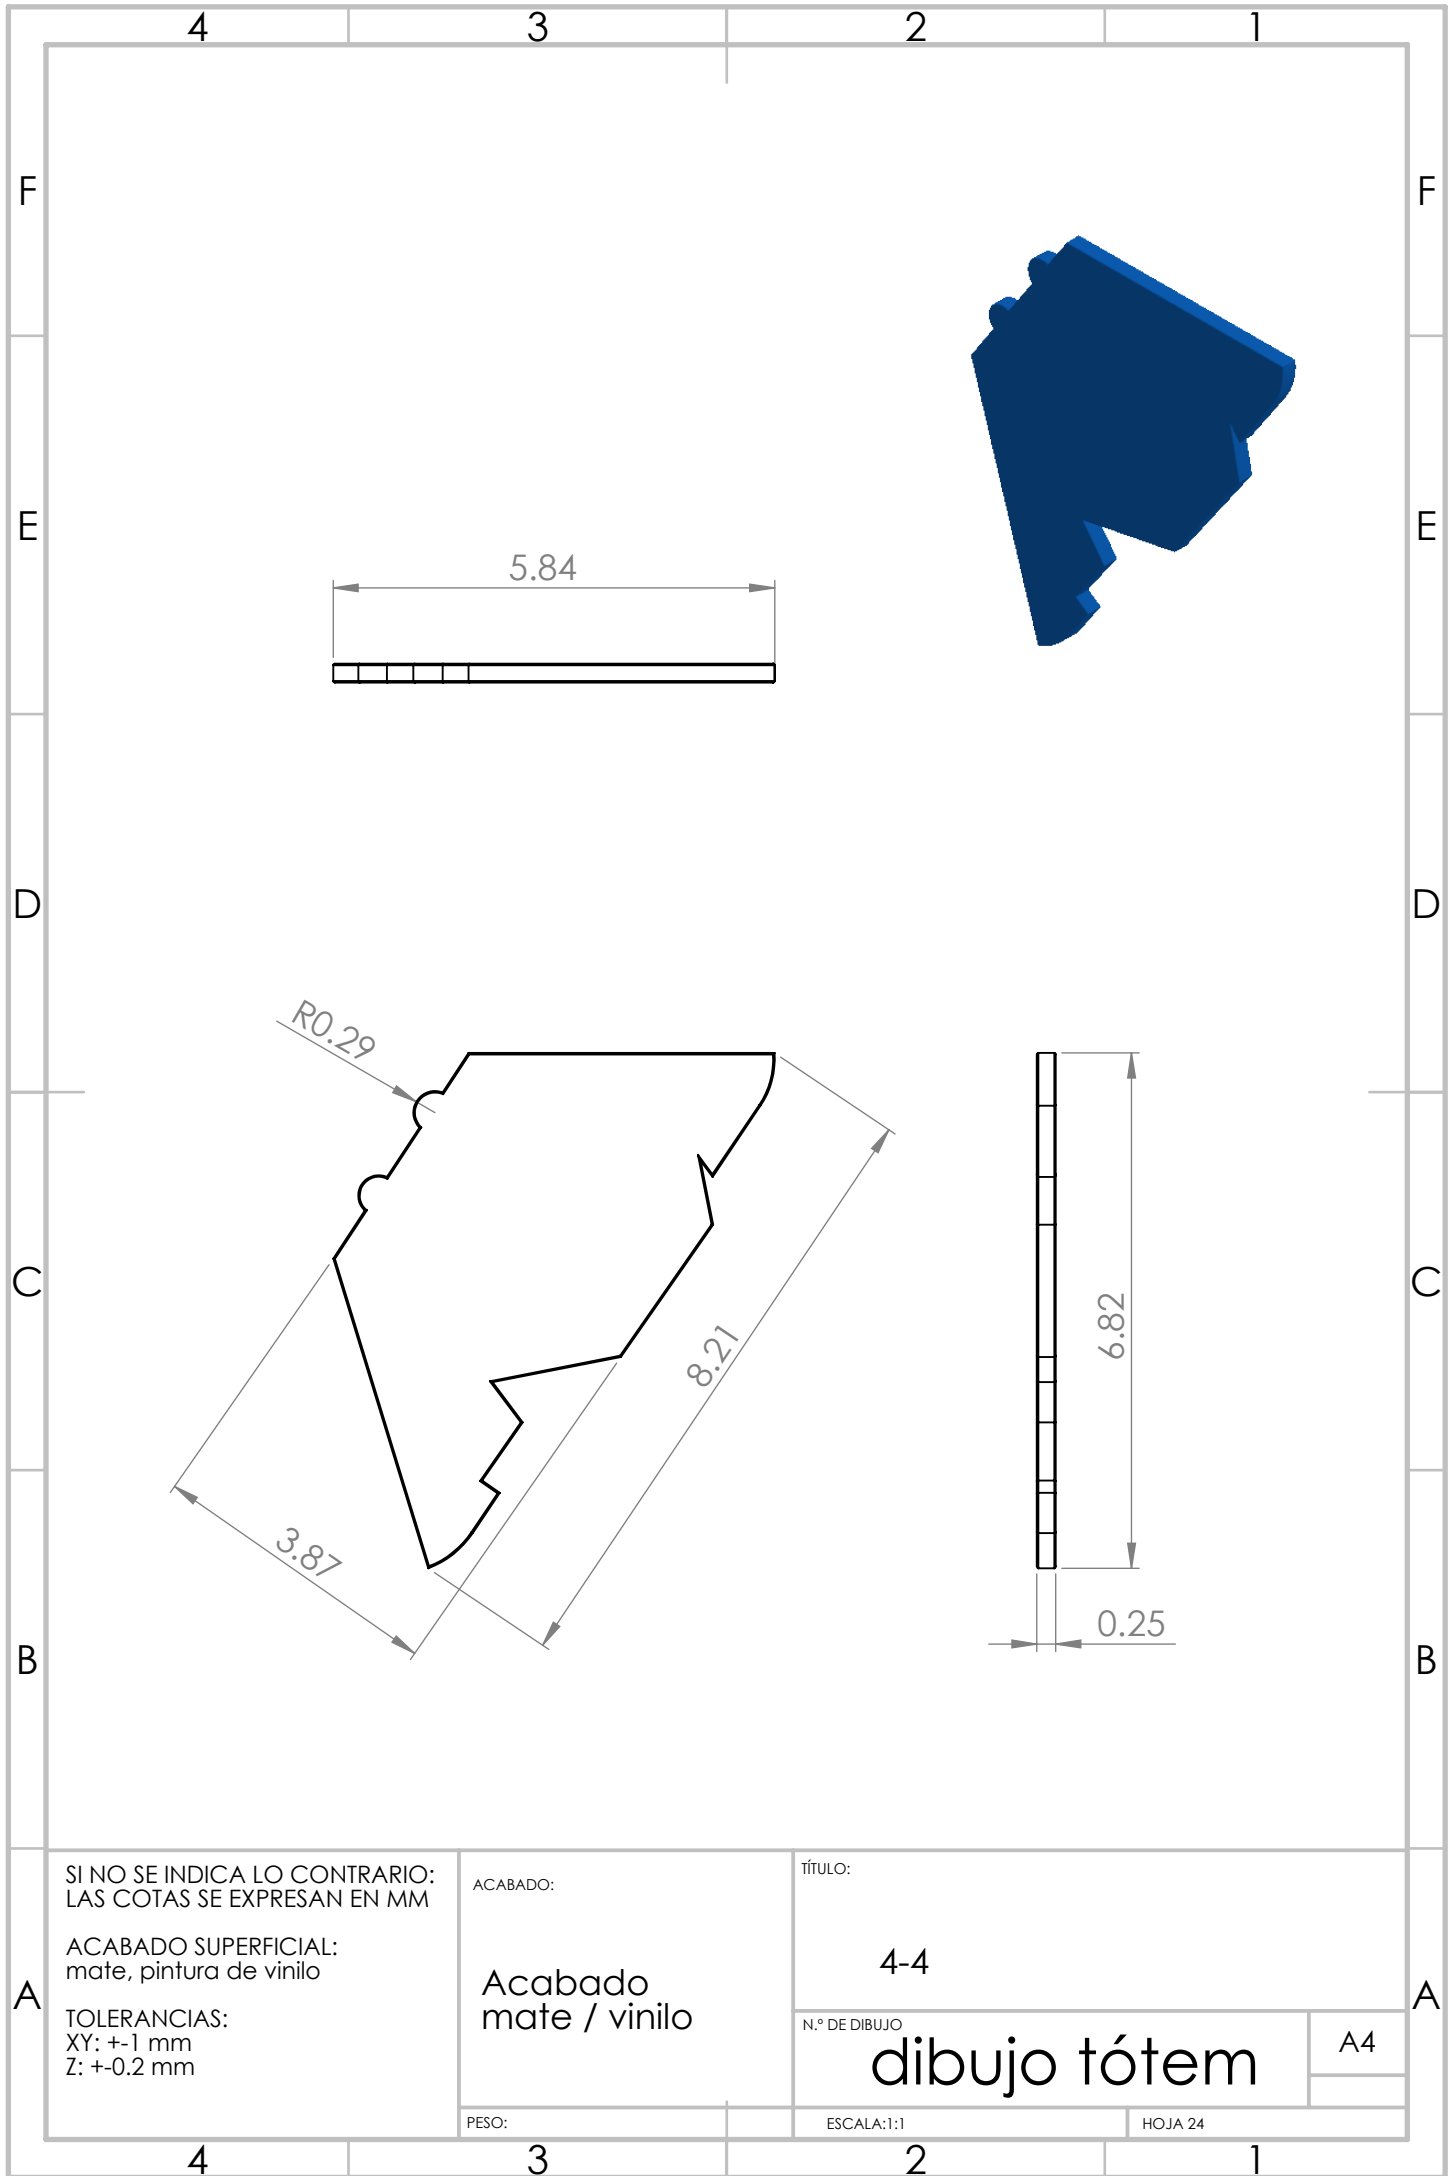 4 3 2 1
F F
E E
5.84
D D
R0.29
C C
6.82
8.21
3.87
0.25
B B
SI NO SE INDICA LO CONTRARIO:
LAS COTAS SE EXPRESAN EN MM
ACABADO SUPERFICIAL:
mate, pintura de vinilo
TOLERANCIAS:
XY: +-1 mm
Z: +-0.2 mm
ACABADO:
Acabado
mate / vinilo
PESO:
TÍTULO:
4-4
N.º DE DIBUJO
dibujo tótem
A4
ESCALA:1:1
HOJA 24
A A
4 3 2 1